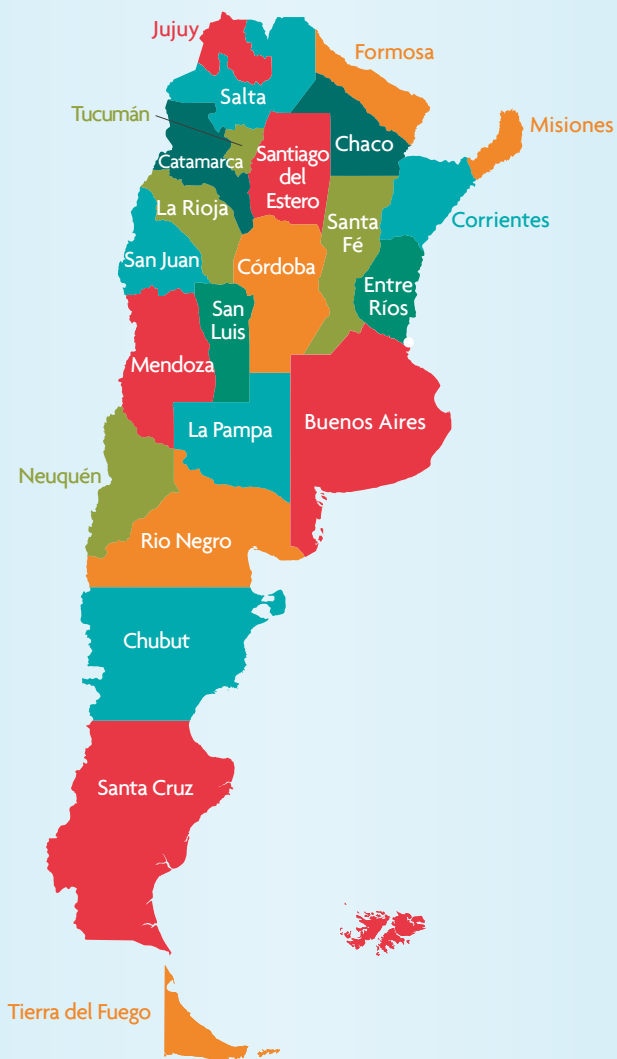 Jujuy
Formosa
Salta
Tucumán
Misiones
Chaco
Santiago
del
Estero
Catamarca
La Rioja
Santa
Fé
Corrientes
San Juan
Córdoba
Entre
Ríos
San
Luis
Mendoza
Buenos Aires
La Pampa
Neuquén
Rio Negro
Chubut
Santa Cruz
Tierra del Fuego